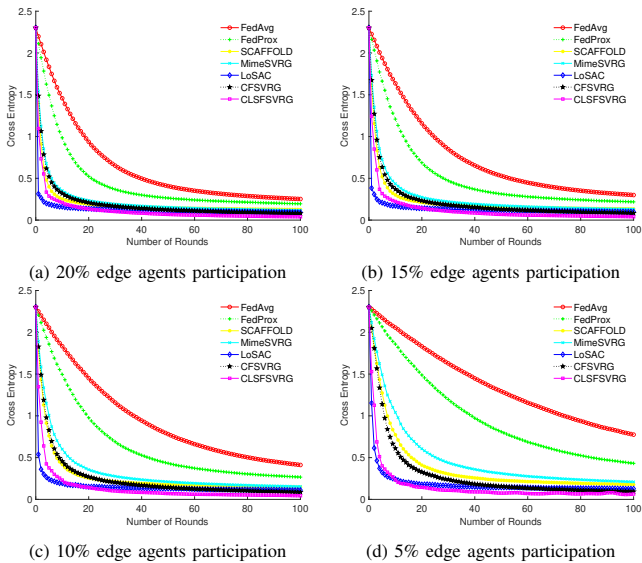 2.5
2
1.5
1
0.5
0
Cross Entropy
FedAvg
FedProx
SCAFFOLD
MimeSVRG
LoSAC
CFSVRG
CLSFSVRG
0 20 40 60 80 100
Number of Rounds
(a) 20% edge agents participation
2.5
2
1.5
1
0.5
0
Cross Entropy
FedAvg
FedProx
SCAFFOLD
MimeSVRG
LoSAC
CFSVRG
CLSFSVRG
0 20 40 60 80 100
Number of Rounds
(b) 15% edge agents participation
2.5
2
1.5
1
0.5
0
Cross Entropy
FedAvg
FedProx
SCAFFOLD
MimeSVRG
LoSAC
CFSVRG
CLSFSVRG
0 20 40 60 80 100
Number of Rounds
(c) 10% edge agents participation
2.5
2
1.5
1
0.5
0
Cross Entropy
FedAvg
FedProx
SCAFFOLD
MimeSVRG
LoSAC
CFSVRG
CLSFSVRG
0 20 40 60 80 100
Number of Rounds
(d) 5% edge agents participation